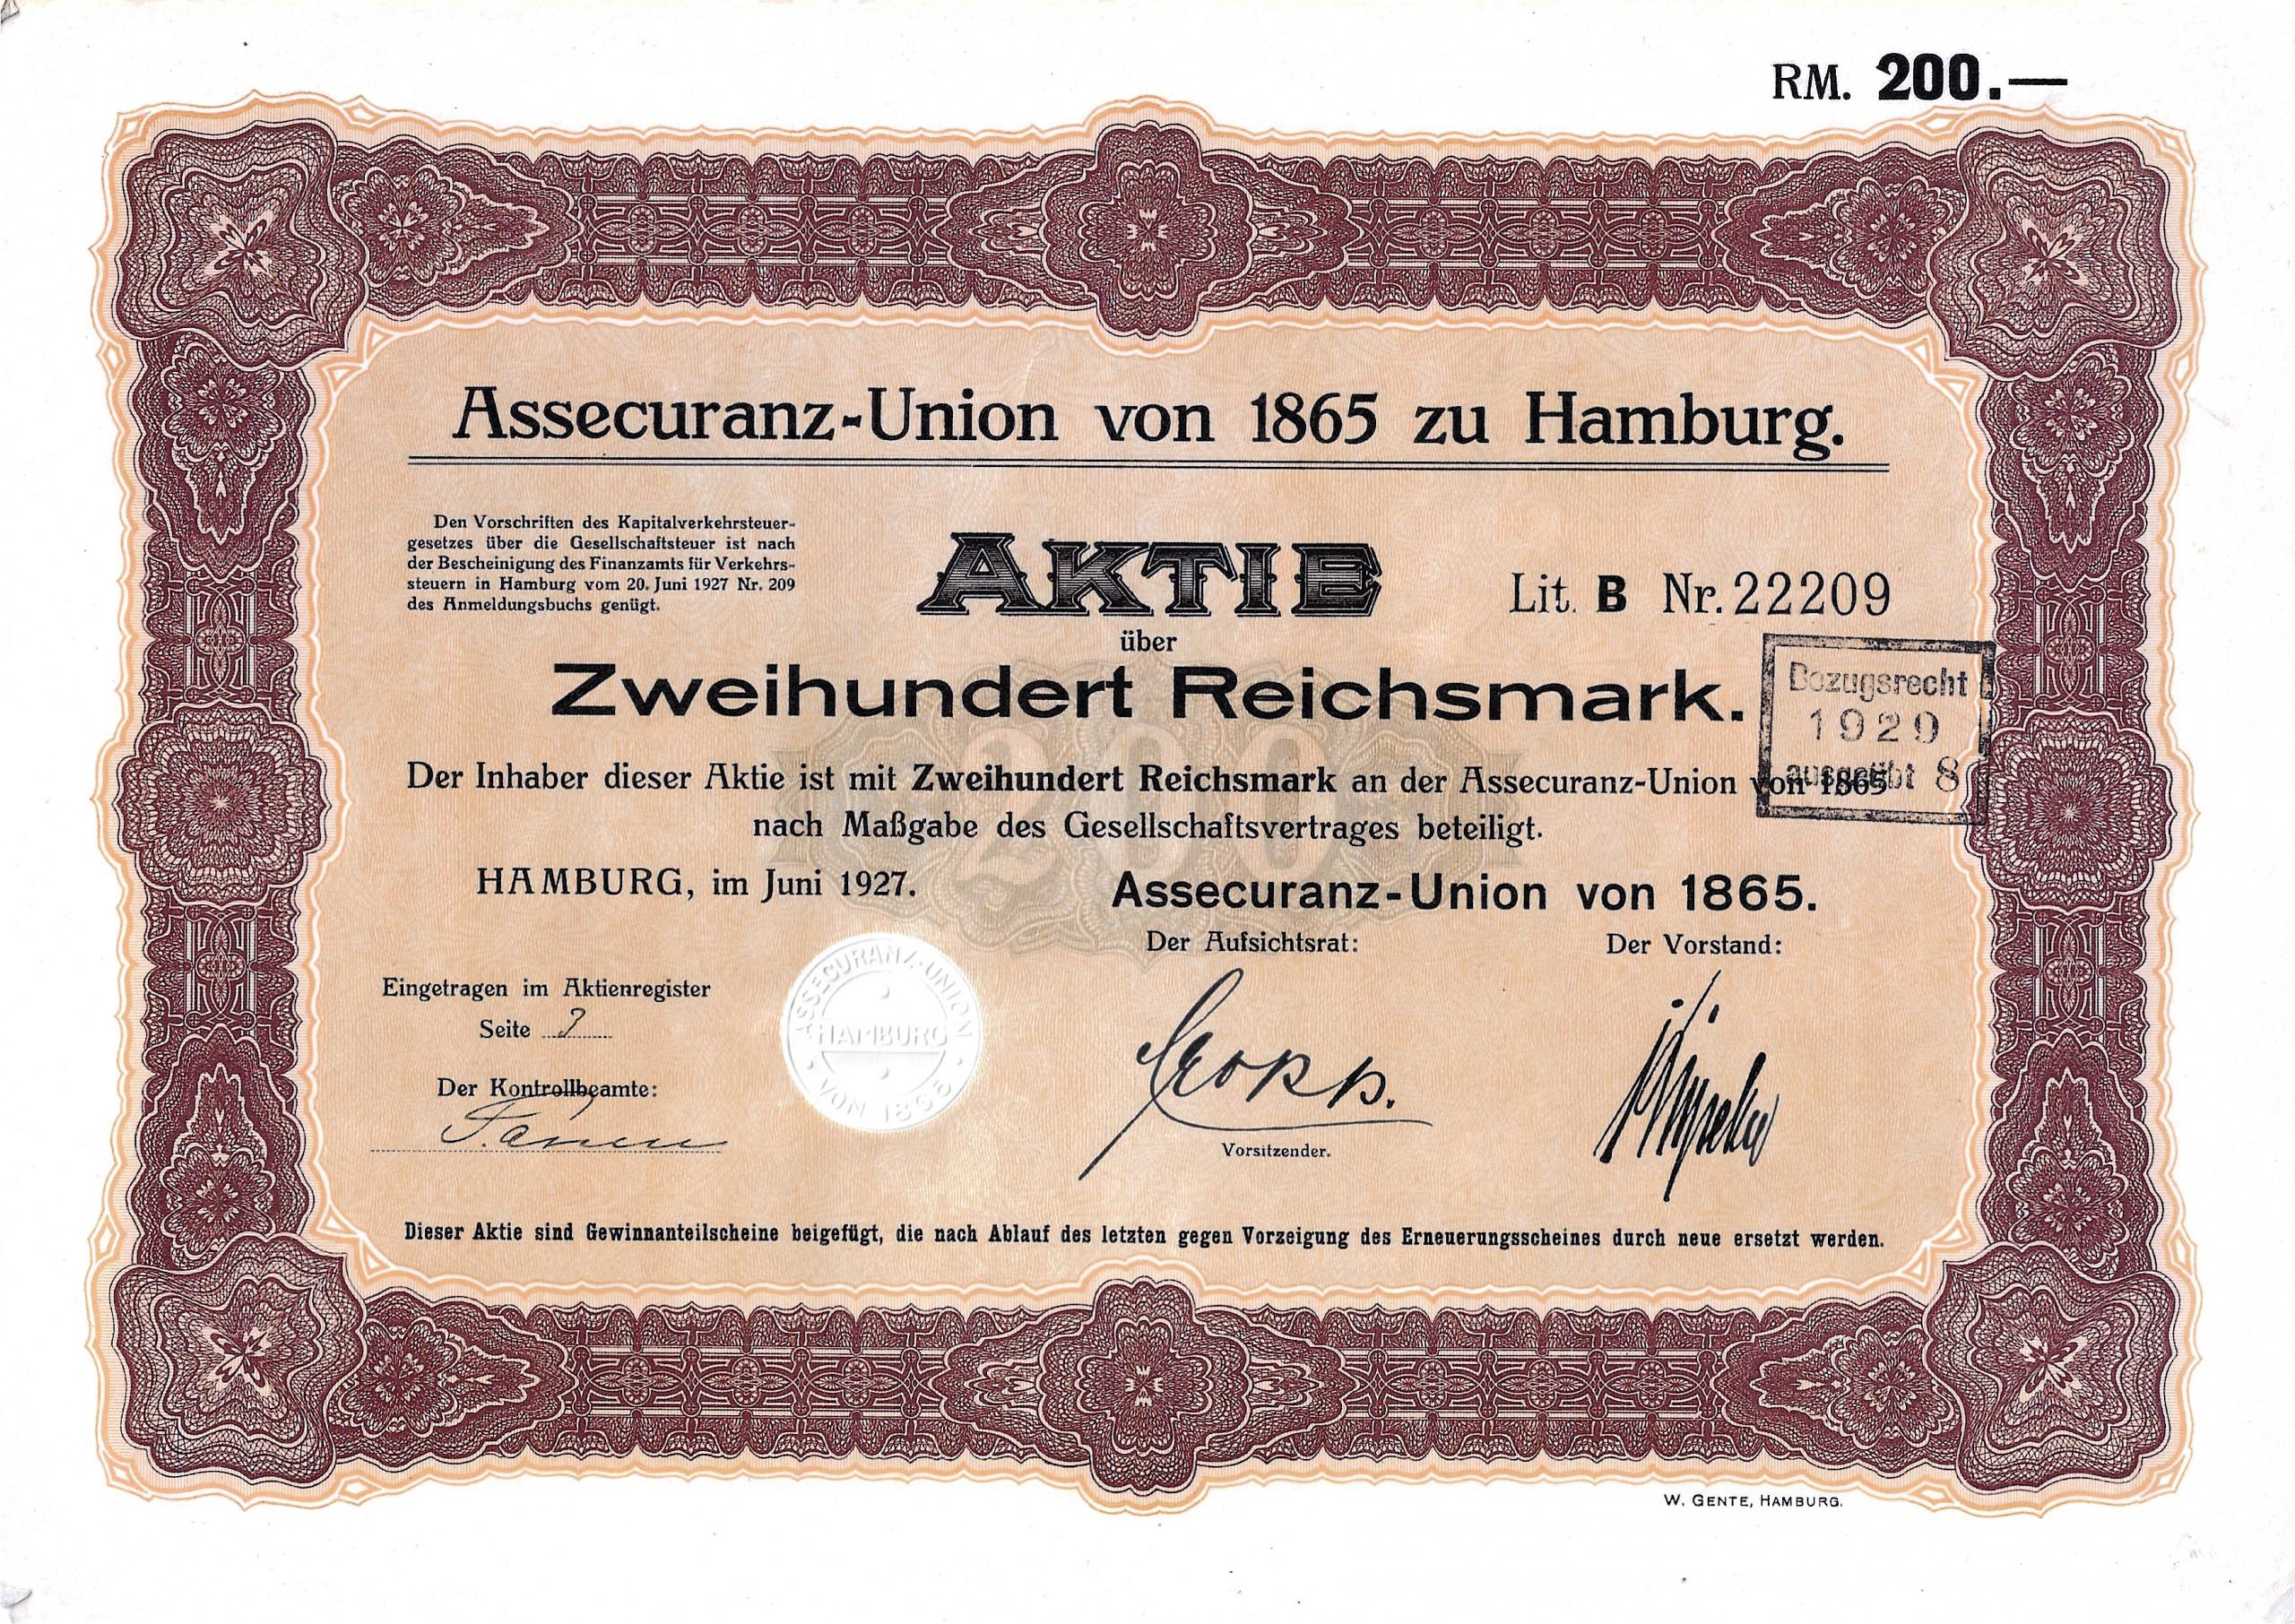 RM. 200.—
Assecuranz-Union von 1865 zu Hamburg.
Den Vorschriften des Kapitalverkehrsteuer-
gesetzes über die Gesellschaftsteuer ist nach
der Bescheinigung des Finanzamts für Verkehrs-
steuern in Hamburg vom 20. Juni 1927 Nr. 209
des Anmeldungsbuchs genügt.
AKTIE
Lit. B Nr. 22209
über
Zweihundert Reichsmark.
Bezugsrecht
1929
ausgeübt 8
Der Inhaber dieser Aktie ist mit Zweihundert Reichsmark an der Assecuranz-Union von 1865
nach Maßgabe des Gesellschaftsvertrages beteiligt.
HAMBURG, im Juni 1927.
Assecuranz-Union von 1865.
Der Aufsichtsrat:
Der Vorstand:
Eingetragen im Aktienregister
Seite
Der Kontrollbeamte:
ASSECURANZ-UNION
HAMBURG
VON 1865
Vorsitzender.
200
Dieser Aktie sind Gewinnanteilscheine beigefügt, die nach Ablauf des letzten gegen Vorzeigung des Erneuerungsscheines durch neue ersetzt werden.
W. GENTE, HAMBURG.